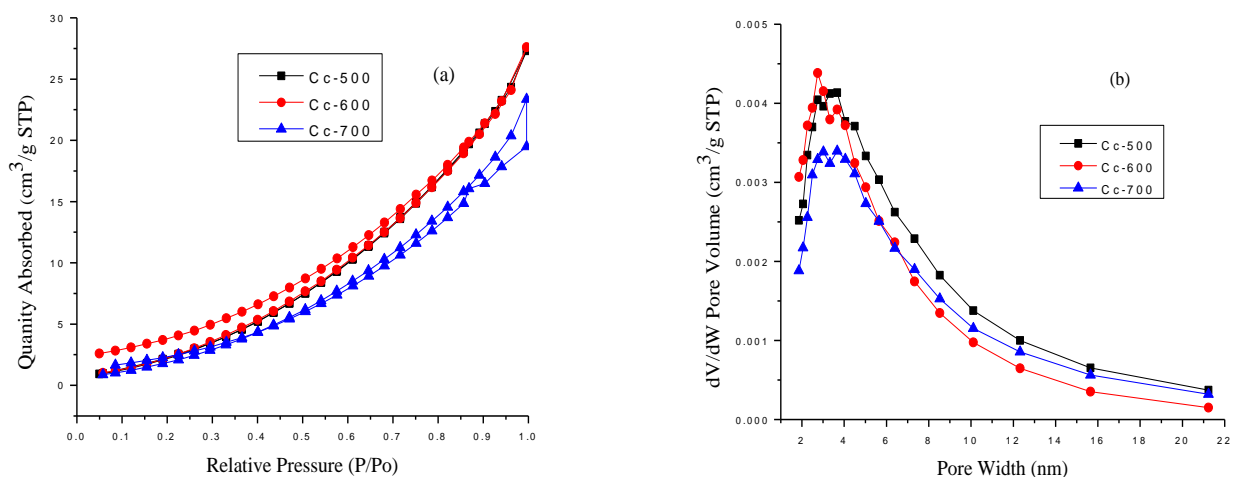 30
25
20
15
10
5
0
Quanity Absorbed (cm³/g STP)
(a)
Cc-500
Cc-600
Cc-700
0.0 0.1 0.2 0.3 0.4 0.5 0.6 0.7 0.8 0.9 1.0
Relative Pressure (P/Po)
0.005
0.004
0.003
0.002
0.001
0.000
dV/dW Pore Volume (cm³/g STP)
(b)
Cc-500
Cc-600
Cc-700
2 4 6 8 10 12 14 16 18 20 22
Pore Width (nm)